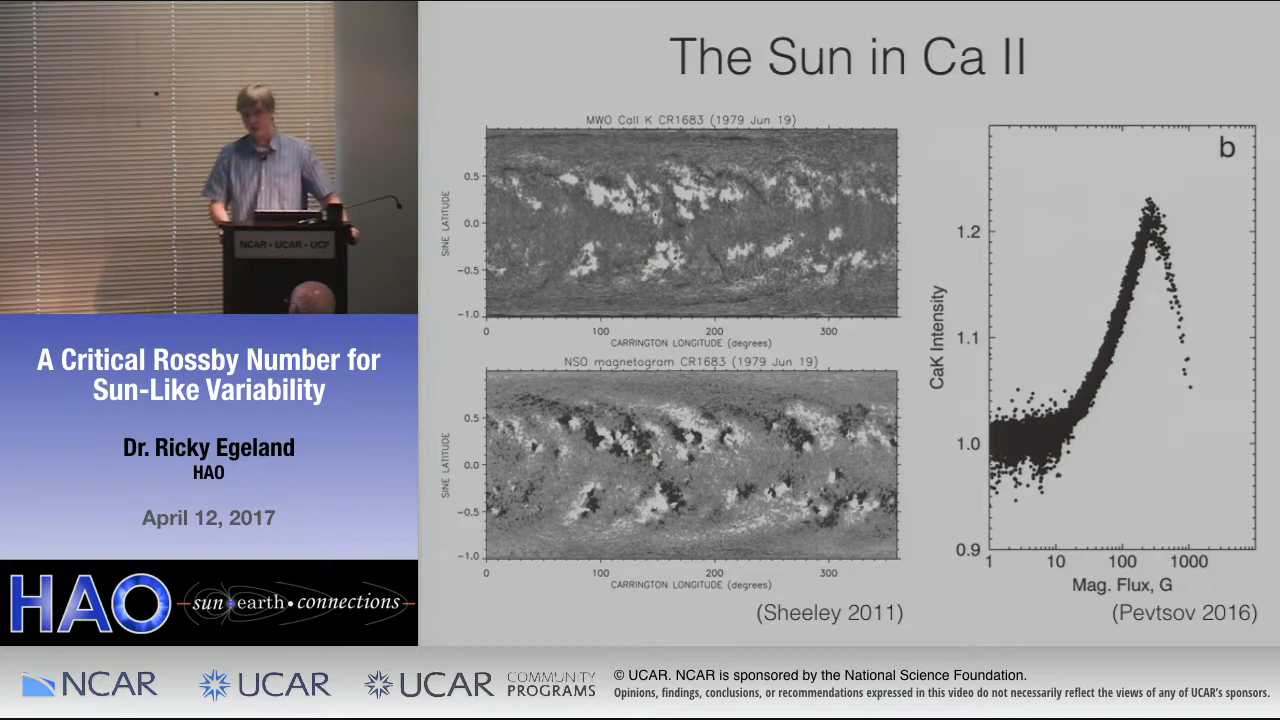 NCAR • UCAR • UCP
A Critical Rossby Number for
Sun-Like Variability
Dr. Ricky Egeland
HAO
April 12, 2017
HAO
sun • earth • connections
The Sun in Ca II
MWO CaII K CR1683 (1979 Jun 19)
SINE LATITUDE
0.5
0.0
−0.5
−1.0
0 100 200 300
CARRINGTON LONGITUDE (degrees)
NSO magnetogram CR1683 (1979 Jun 19)
SINE LATITUDE
0.5
0.0
−0.5
−1.0
0 100 200 300
CARRINGTON LONGITUDE (degrees)
(Sheeley 2011)
b
CaK Intensity
1.2
1.1
1.0
0.9
1 10 100 1000
Mag. Flux, G
(Pevtsov 2016)
NCAR
UCAR
UCAR COMMUNITY
PROGRAMS
© UCAR. NCAR is sponsored by the National Science Foundation.
Opinions, findings, conclusions, or recommendations expressed in this video do not necessarily reflect the views of any of UCAR's sponsors.